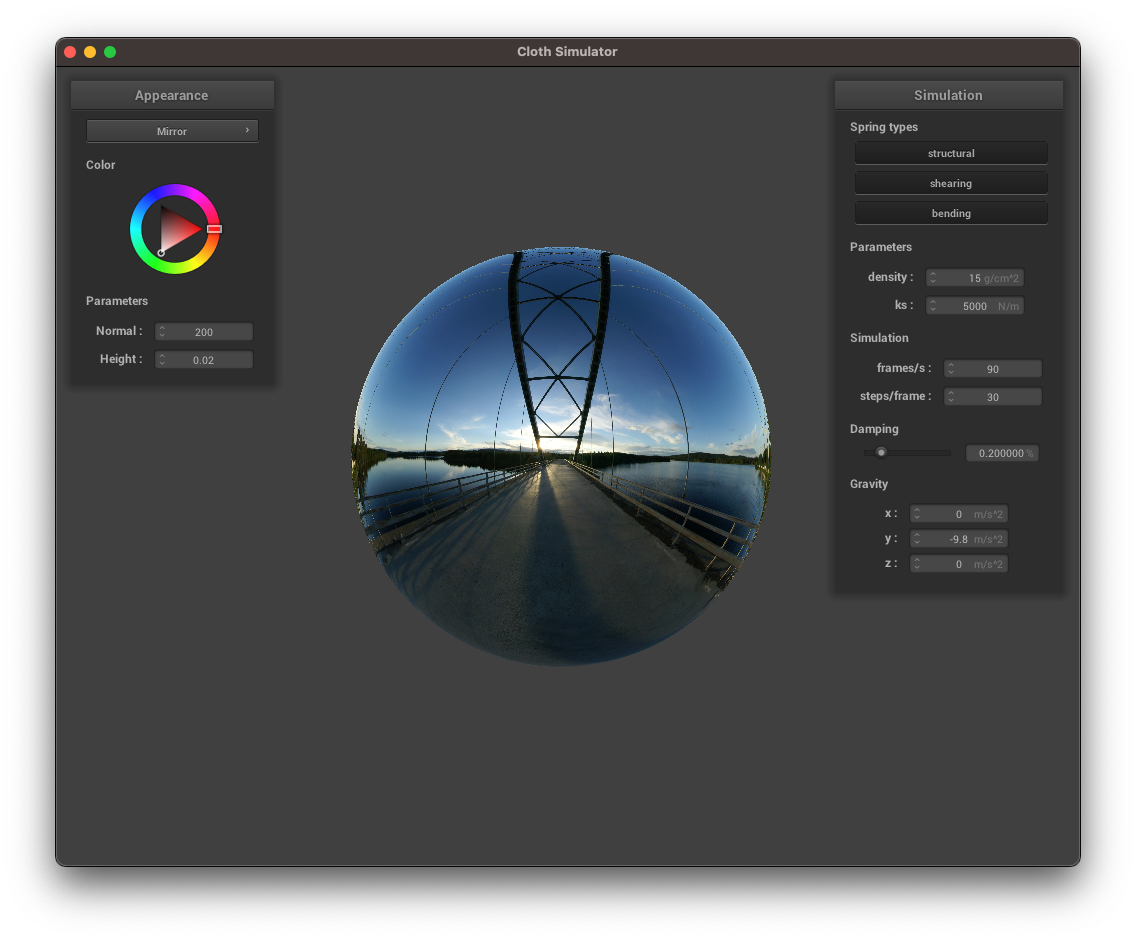 Cloth Simulator
Appearance
Mirror
Color
Parameters
Normal : 200
Height : 0.02
Simulation
Spring types
structural
shearing
bending
Parameters
density : 15 g/cm^2
ks : 5000 N/m
Simulation
frames/s : 90
steps/frame : 30
Damping
0.200000 %
Gravity
x : 0 m/s^2
y : -9.8 m/s^2
z : 0 m/s^2